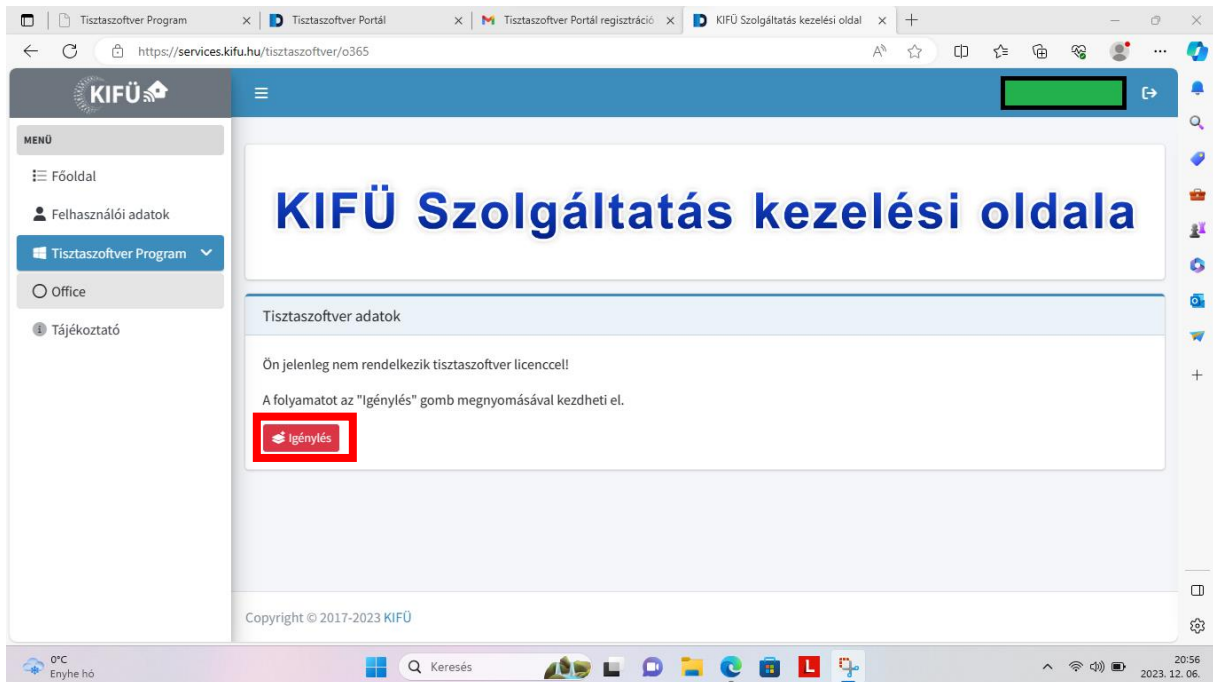 Tisztaszoftver Program
Tisztaszoftver Portál
Tisztaszoftver Portál regisztráció
KIFÜ Szolgáltatás kezelési oldal
https://services.kifu.hu/tisztaszoftver/o365
KIFÜ
MENÜ
Főoldal
Felhasználói adatok
Tisztaszoftver Program
Office
Tájékoztató
KIFÜ Szolgáltatás kezelési oldala
Tisztaszoftver adatok
Ön jelenleg nem rendelkezik tisztaszoftver licenccel!
A folyamatot az "Igénylés" gomb megnyomásával kezdheti el.
Igénylés
Copyright © 2017-2023 KIFÜ
0°C
Enyhe hó
Keresés
L
20:56
2023. 12. 06.